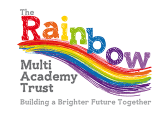 The
Rainbow
Multi
Academy
Trust
Building a Brighter Future Together